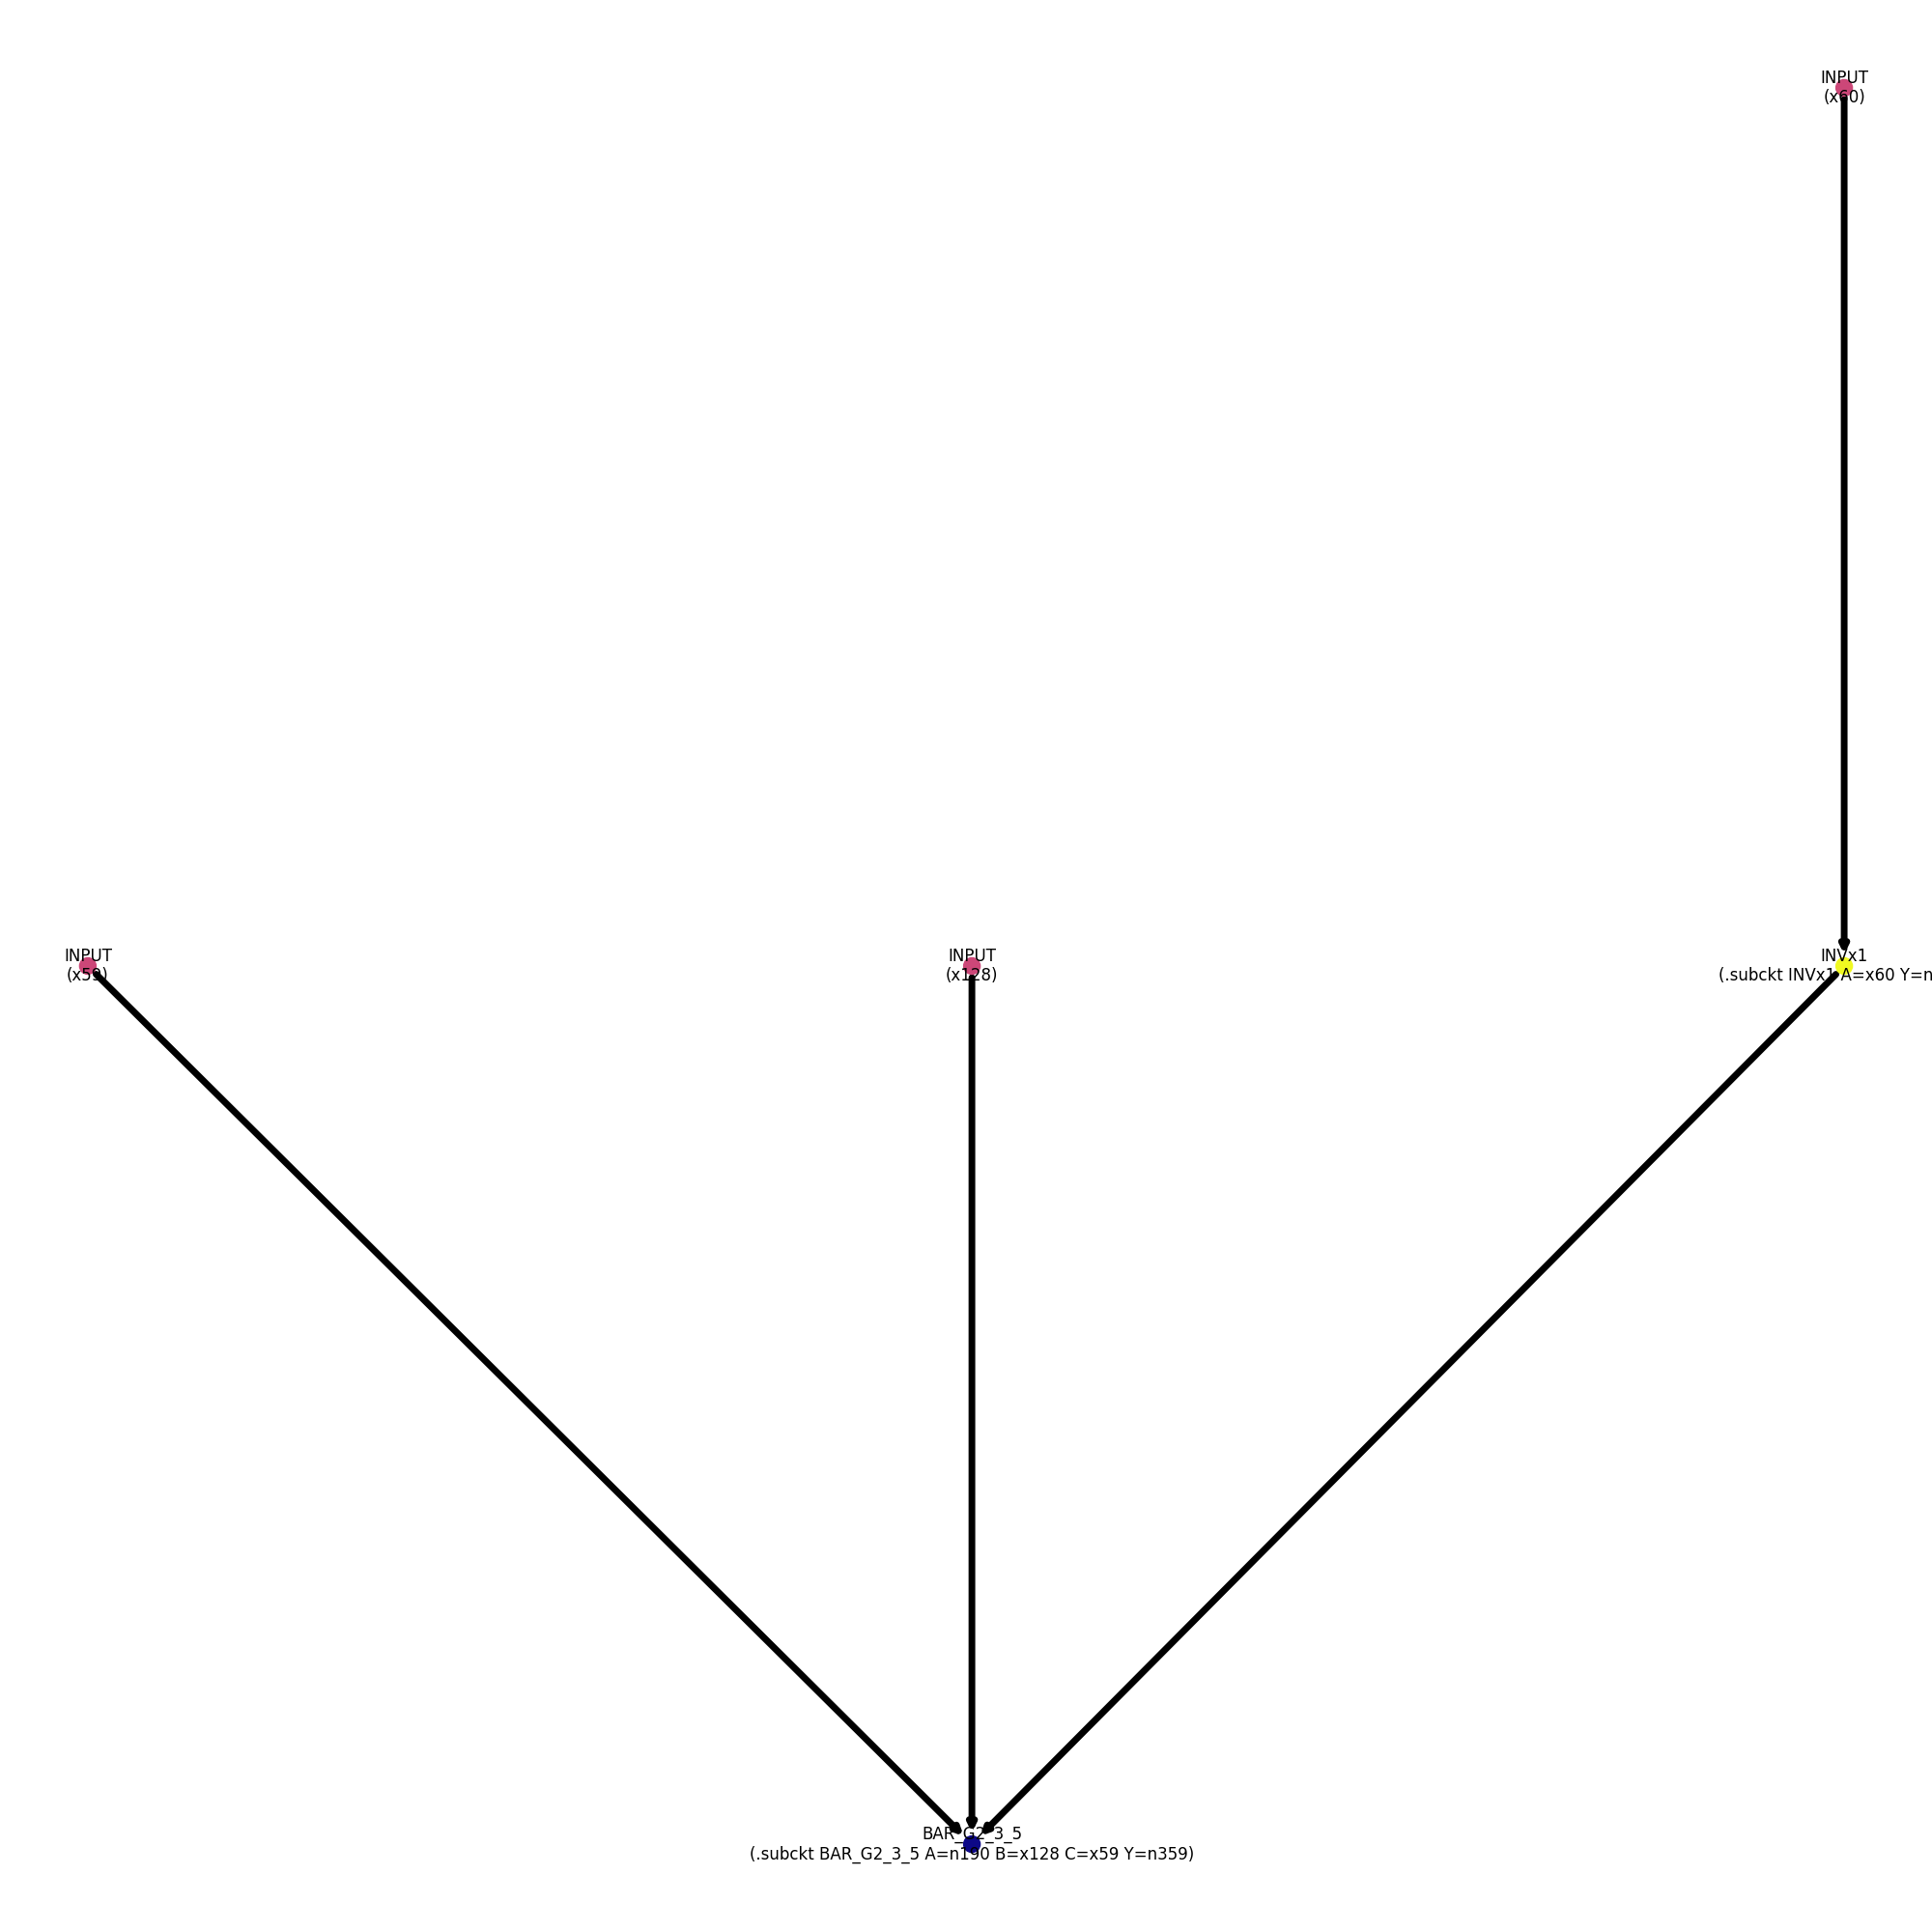 INPUT
(x60)
INPUT
(x59)
INPUT
(x128)
INVx1
(.subckt INVx1 A=x60 Y=n
BAR_G2_3_5
(.subckt BAR_G2_3_5 A=n190 B=x128 C=x59 Y=n359)